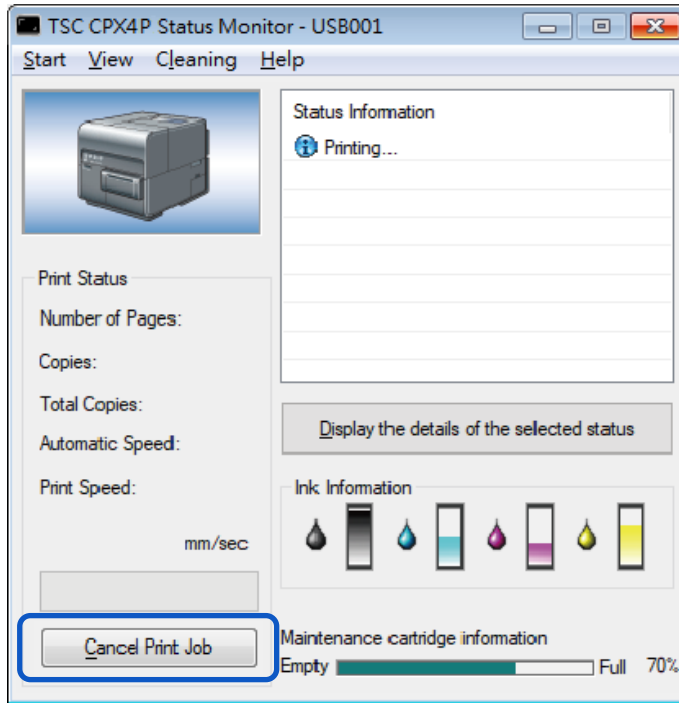 TSC CPX4P Status Monitor - USB001
Start View Cleaning Help
Status Information
Printing...
Print Status
Number of Pages:
Copies:
Total Copies:
Automatic Speed:
Print Speed:
mm/sec
Cancel Print Job
Display the details of the selected status
Ink Information
Maintenance cartridge information
Empty Full 70%